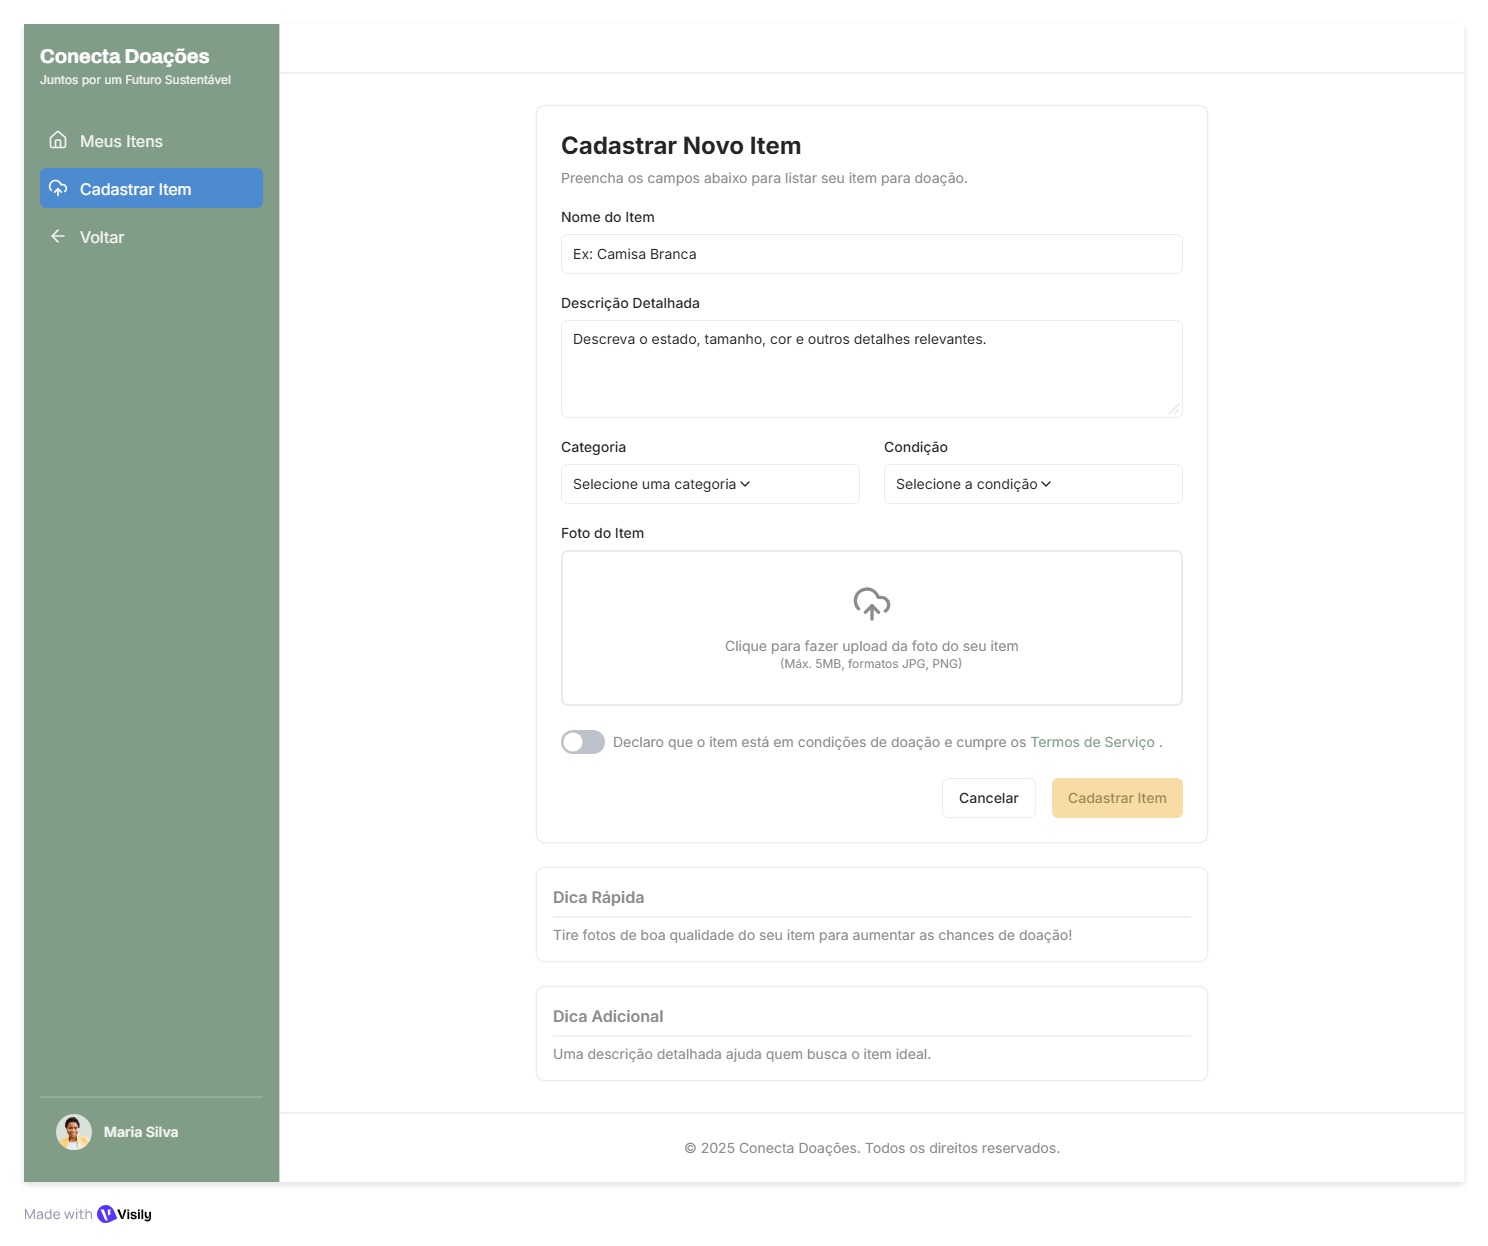 Conecta Doações
Juntos por um Futuro Sustentável
Meus Itens
Cadastrar Item
Voltar
Maria Silva
Cadastrar Novo Item
Preencha os campos abaixo para listar seu item para doação.
Nome do Item
Ex: Camisa Branca
Descrição Detalhada
Descreva o estado, tamanho, cor e outros detalhes relevantes.
Categoria
Selecione uma categoria
Condição
Selecione a condição
Foto do Item
Clique para fazer upload da foto do seu item
(Máx. 5MB, formatos JPG, PNG)
Declaro que o item está em condições de doação e cumpre os Termos de Serviço .
Cancelar
Cadastrar Item
Dica Rápida
Tire fotos de boa qualidade do seu item para aumentar as chances de doação!
Dica Adicional
Uma descrição detalhada ajuda quem busca o item ideal.
© 2025 Conecta Doações. Todos os direitos reservados.
Made with Visily